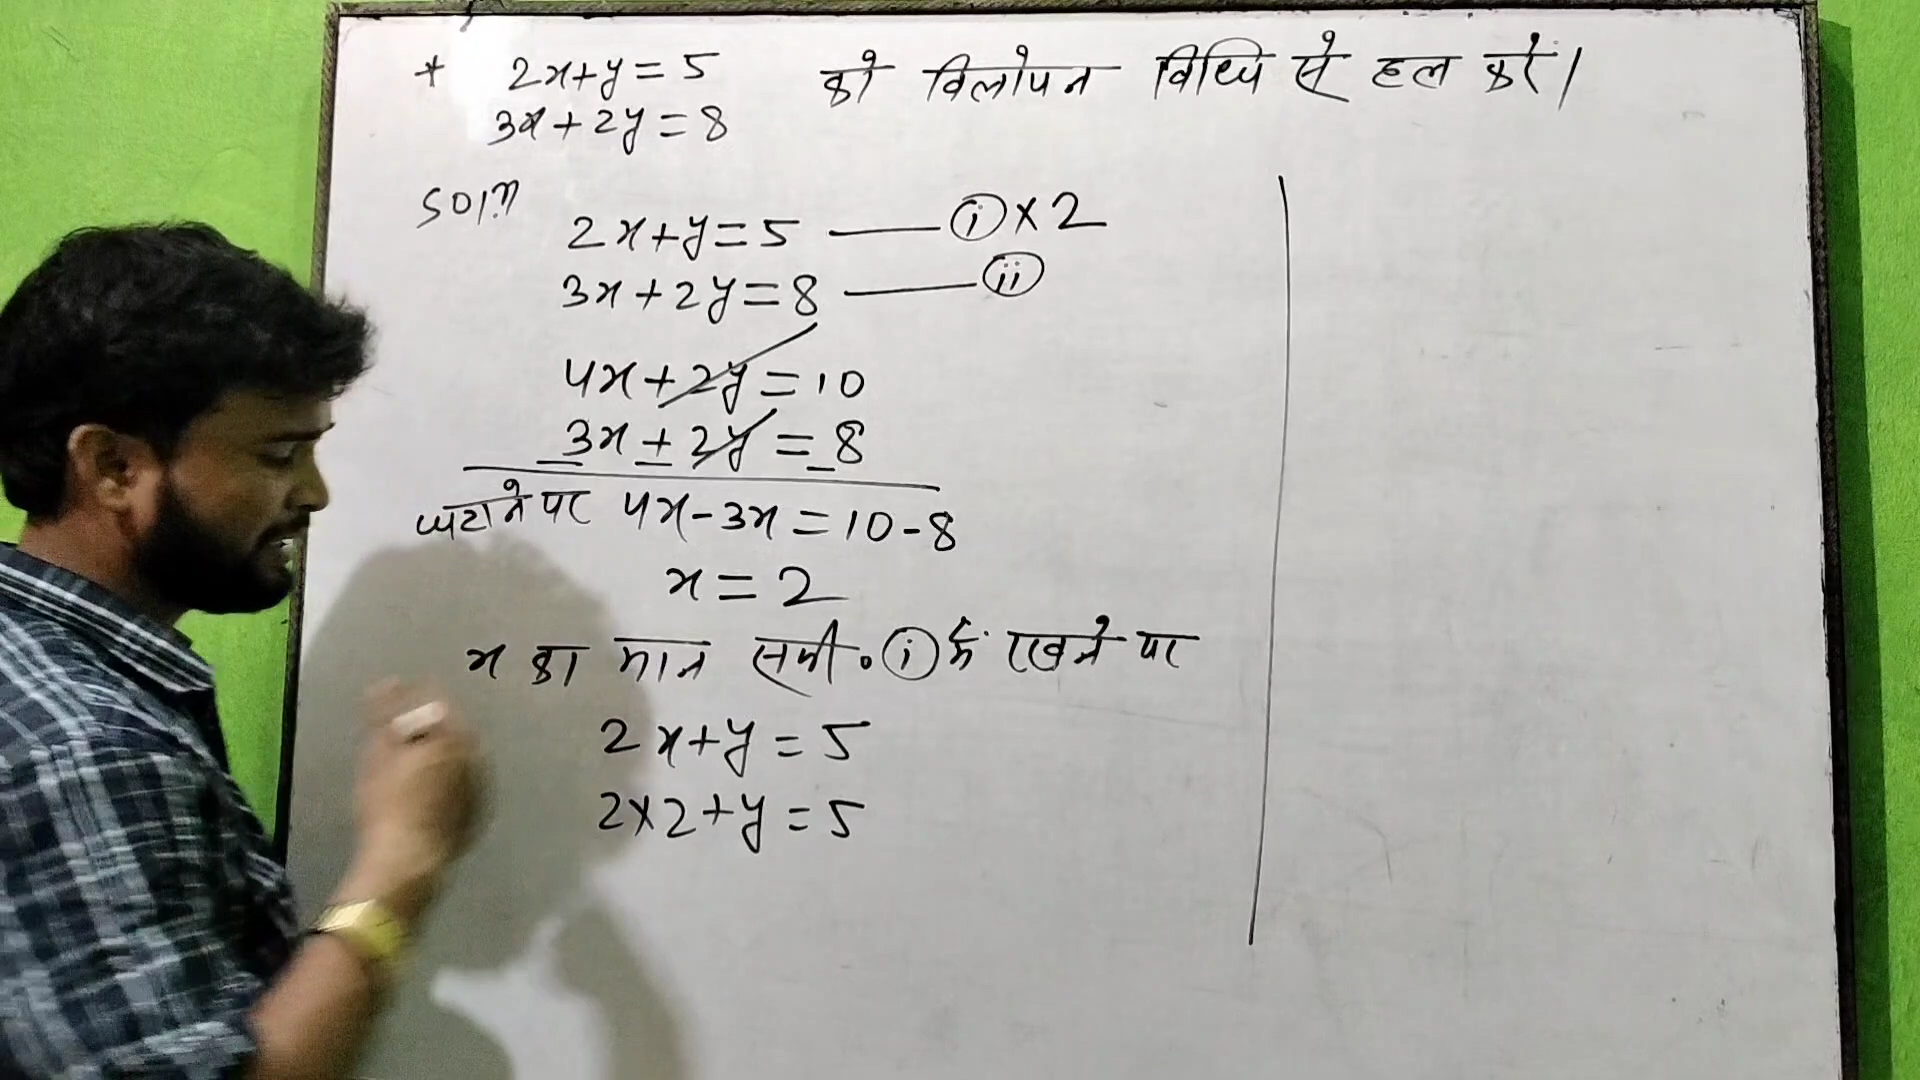 * 2x+y=5 को विलोपन विधि से हल करें।
3x+2y=8
Solⁿ
2x+y=5 —— (i)×2
3x+2y=8 —— (ii)
4x+2y=10
3x+2y=8
- - -
घटाने पर 4x-3x=10-8
x=2
x का मान समी. (i) में रखने पर
2x+y=5
2×2+y=5